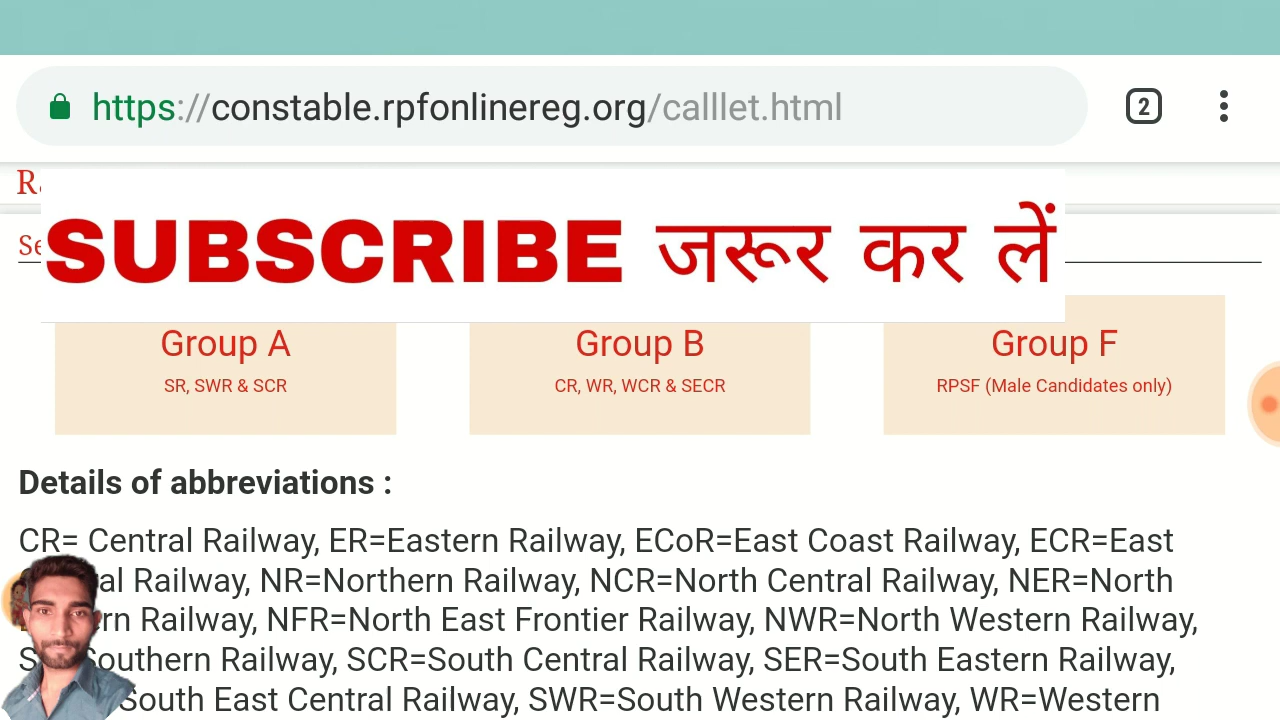 https://constable.rpfonlinereg.org/calllet.html
2
SUBSCRIBE जरूर कर लें
Group A
Group B
Group F
SR, SWR & SCR
CR, WR, WCR & SECR
RPSF (Male Candidates only)
Details of abbreviations :
CR= Central Railway, ER=Eastern Railway, ECoR=East Coast Railway, ECR=East
al Railway, NR=Northern Railway, NCR=North Central Railway, NER=North
ern Railway, NFR=North East Frontier Railway, NWR=North Western Railway,
Southern Railway, SCR=South Central Railway, SER=South Eastern Railway,
South East Central Railway, SWR=South Western Railway, WR=Western